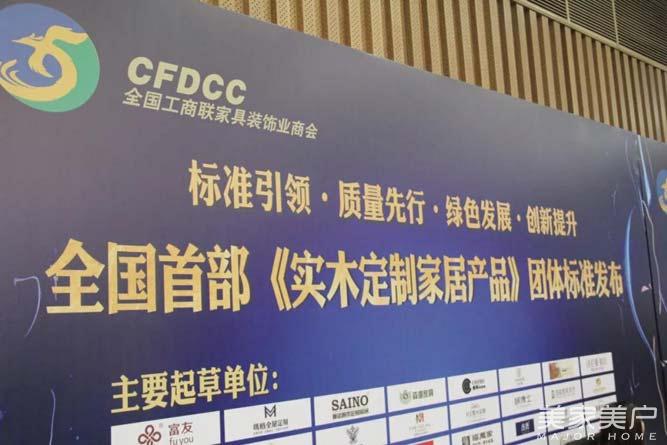 CFDCC
全国工商联家具装饰业商会
标准引领·质量先行·绿色发展·创新提升
全国首部《实木定制家居产品》团体标准发布
主要起草单位:
富友
fu you
SAINO
美家美户
MAJOR HOME